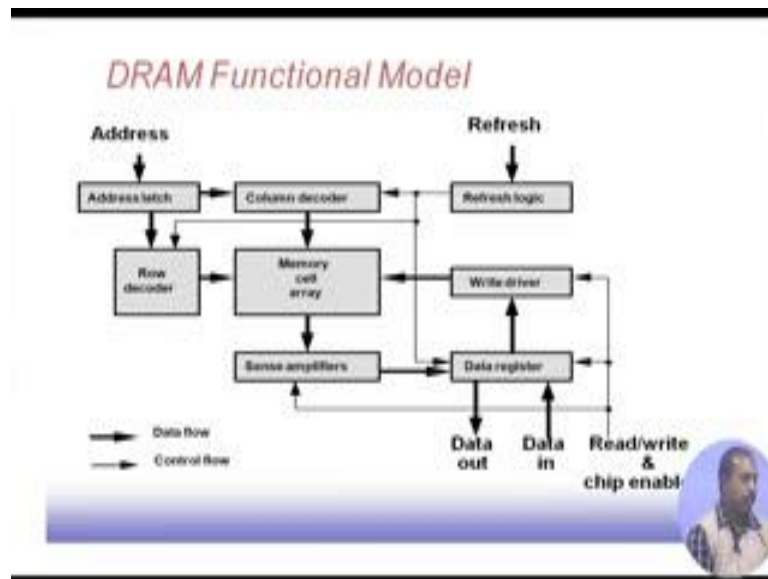 DRAM Functional Model
Address
Refresh
Address latch
Column decoder
Refresh logic
Row
decoder
Memory
cell
array
Write driver
Sense amplifiers
Data register
Data flow
Control flow
Data
out
Data
in
Read/write
&
chip enabl